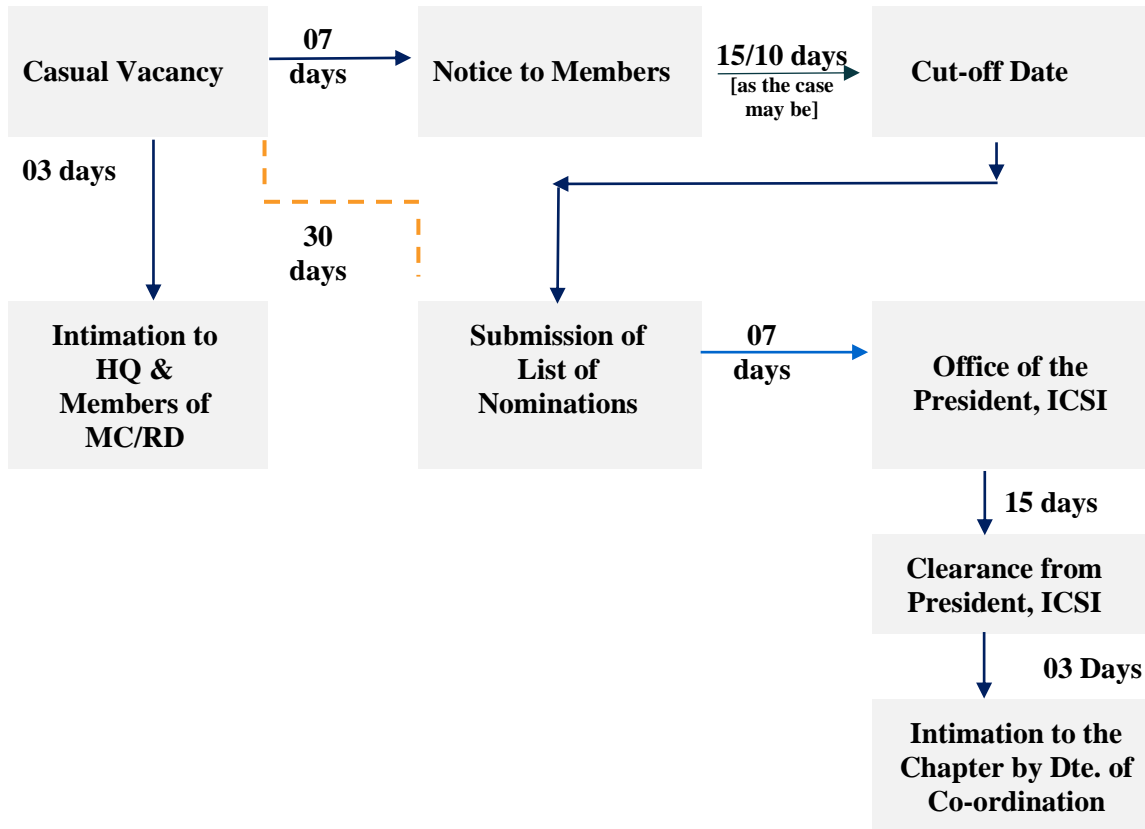 Casual Vacancy
07
days
Notice to Members
15/10 days
[as the case
may be]
Cut-off Date
03 days
30
days
Intimation to
HQ &
Members of
MC/RD
Submission of
List of
Nominations
07
days
Office of the
President, ICSI
15 days
Clearance from
President, ICSI
03 Days
Intimation to the
Chapter by Dte. of
Co-ordination